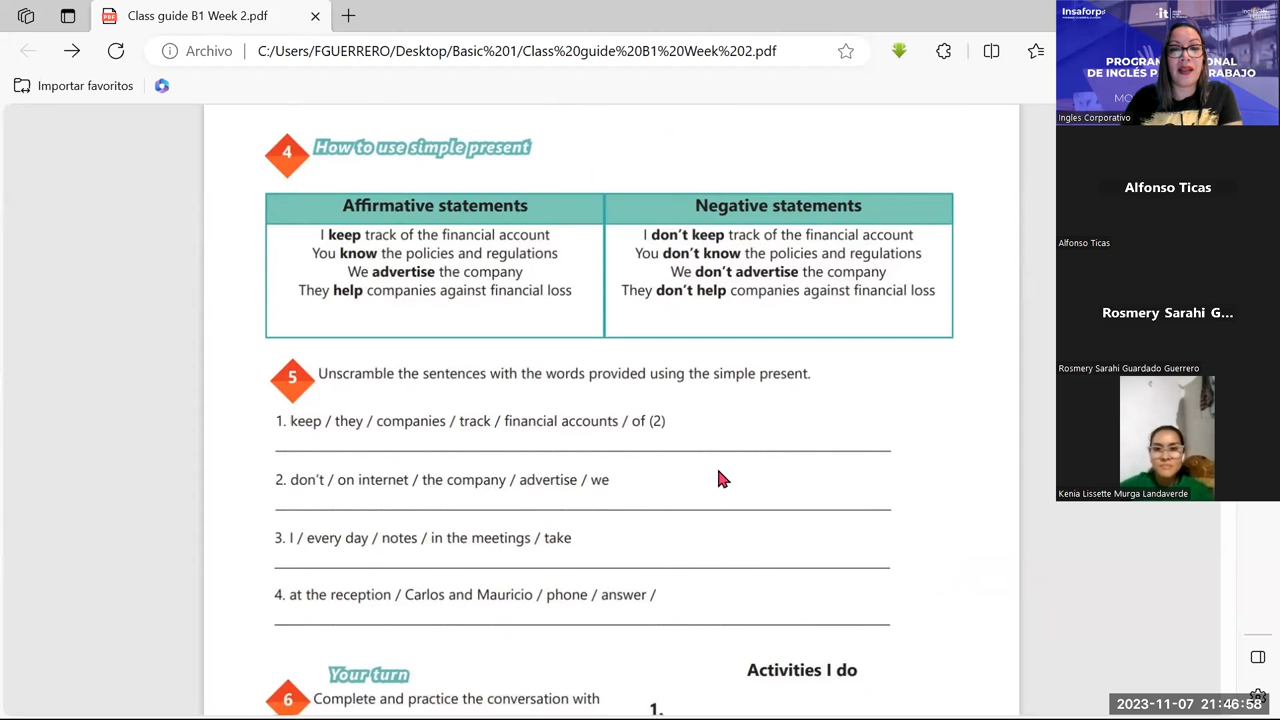 Class guide B1 Week 2.pdf
Archivo
C:/Users/FGUERRERO/Desktop/Basic%201/Class%20guide%20B1%20Week%202.pdf
Importar favoritos
4
How to use simple present
Affirmative statements
Negative statements
I keep track of the financial account
You know the policies and regulations
We advertise the company
They help companies against financial loss
I don't keep track of the financial account
You don't know the policies and regulations
We don't advertise the company
They don't help companies against financial loss
5
Unscramble the sentences with the words provided using the simple present.
1. keep / they / companies / track / financial accounts / of (2)
2. don't / on internet / the company / advertise / we
3. I / every day / notes / in the meetings / take
4. at the reception / Carlos and Mauricio / phone / answer /
Your turn
6
Complete and practice the conversation with
Activities I do
1.
Insaforp
Ingles Corporativo
Alfonso Ticas
Alfonso Ticas
Rosmery Sarahi G...
Rosmery Sarahi Guardado Guerrero
Kenia Lissette Murga Landaverde
2023-11-07 21:46:58